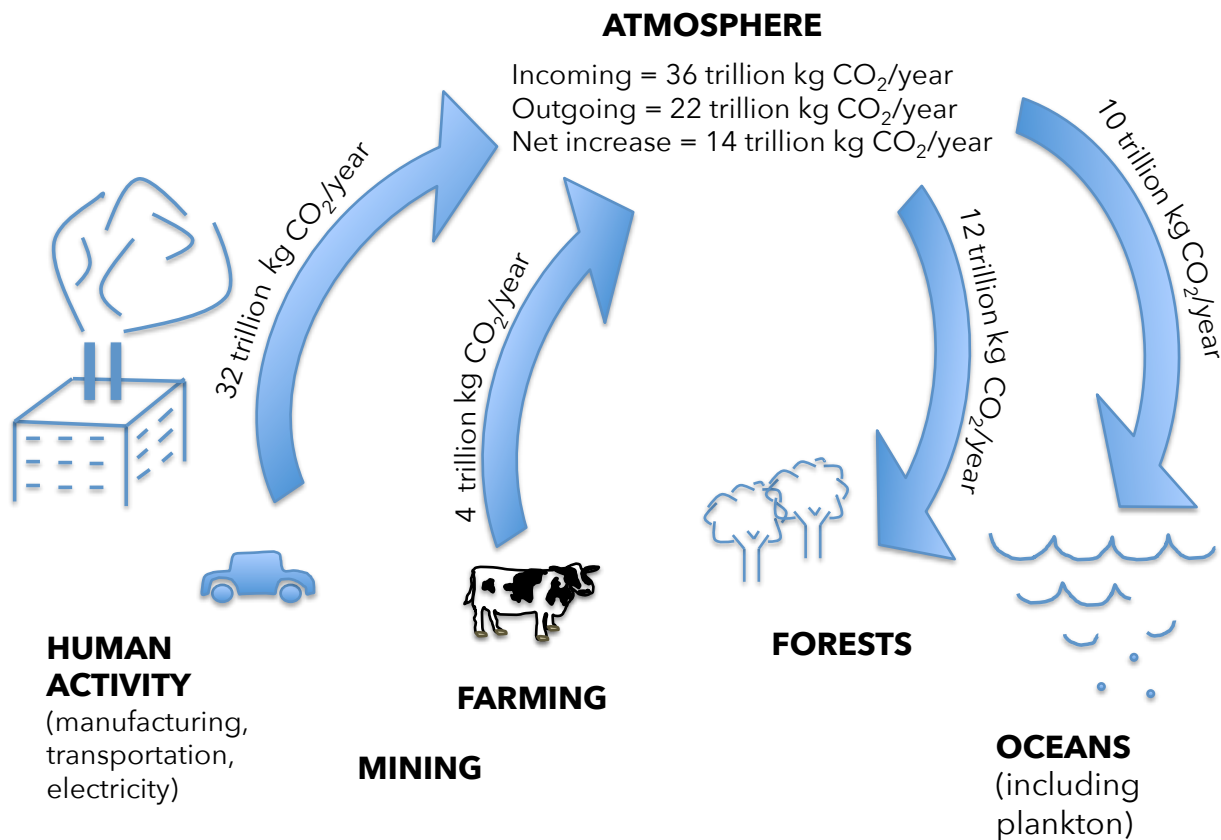 ATMOSPHERE
Incoming = 36 trillion kg CO₂/year
Outgoing = 22 trillion kg CO₂/year
Net increase = 14 trillion kg CO₂/year
32 trillion kg CO₂/year
4 trillion kg CO₂/year
12 trillion kg CO₂/year
10 trillion kg CO₂/year
HUMAN
ACTIVITY
(manufacturing,
transportation,
electricity)
FARMING
MINING
FORESTS
OCEANS
(including
plankton)